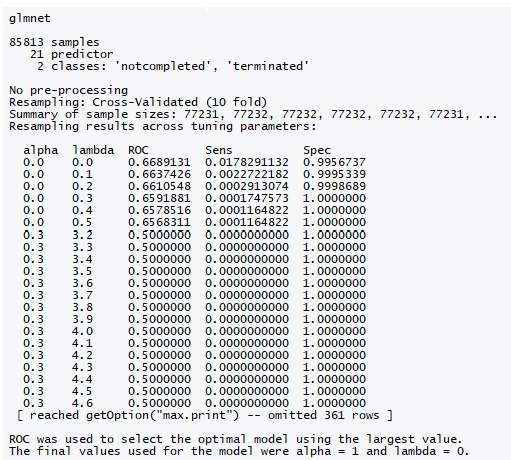 glmnet
85813 samples
21 predictor
2 classes: 'notcompleted', 'terminated'
No pre-processing
Resampling: Cross-Validated (10 fold)
Summary of sample sizes: 77231, 77232, 77232, 77232, 77232, 77231, ...
Resampling results across tuning parameters:
alpha lambda ROC Sens Spec
0.0 0.0 0.6689131 0.0178291132 0.9956737
0.0 0.1 0.6637426 0.0022722182 0.9995339
0.0 0.2 0.6610548 0.0002913074 0.9998689
0.0 0.3 0.6591881 0.0001747573 1.0000000
0.0 0.4 0.6578516 0.0001164822 1.0000000
0.0 0.5 0.6568311 0.0001164822 1.0000000
0.3 3.2 0.5000000 0.0000000000 1.0000000
0.3 3.3 0.5000000 0.0000000000 1.0000000
0.3 3.4 0.5000000 0.0000000000 1.0000000
0.3 3.5 0.5000000 0.0000000000 1.0000000
0.3 3.6 0.5000000 0.0000000000 1.0000000
0.3 3.7 0.5000000 0.0000000000 1.0000000
0.3 3.8 0.5000000 0.0000000000 1.0000000
0.3 3.9 0.5000000 0.0000000000 1.0000000
0.3 4.0 0.5000000 0.0000000000 1.0000000
0.3 4.1 0.5000000 0.0000000000 1.0000000
0.3 4.2 0.5000000 0.0000000000 1.0000000
0.3 4.3 0.5000000 0.0000000000 1.0000000
0.3 4.4 0.5000000 0.0000000000 1.0000000
0.3 4.5 0.5000000 0.0000000000 1.0000000
0.3 4.6 0.5000000 0.0000000000 1.0000000
[ reached getOption("max.print") -- omitted 361 rows ]
ROC was used to select the optimal model using the largest value.
The final values used for the model were alpha = 1 and lambda = 0.